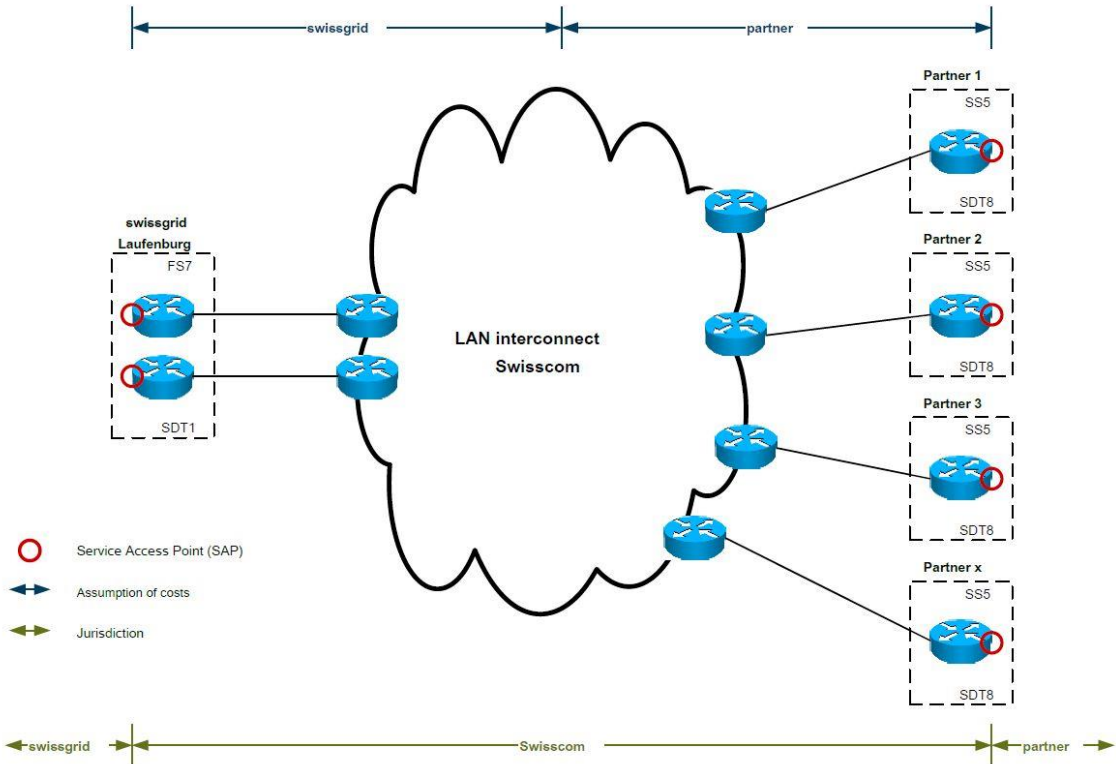 swissgrid
partner
Partner 1
SS5
SDT8
swissgrid
Laufenburg
FS7
SDT1
LAN interconnect
Swisscom
Partner 2
SS5
SDT8
Partner 3
SS5
SDT8
Partner x
SS5
SDT8
Service Access Point (SAP)
Assumption of costs
Jurisdiction
swissgrid
Swisscom
partner